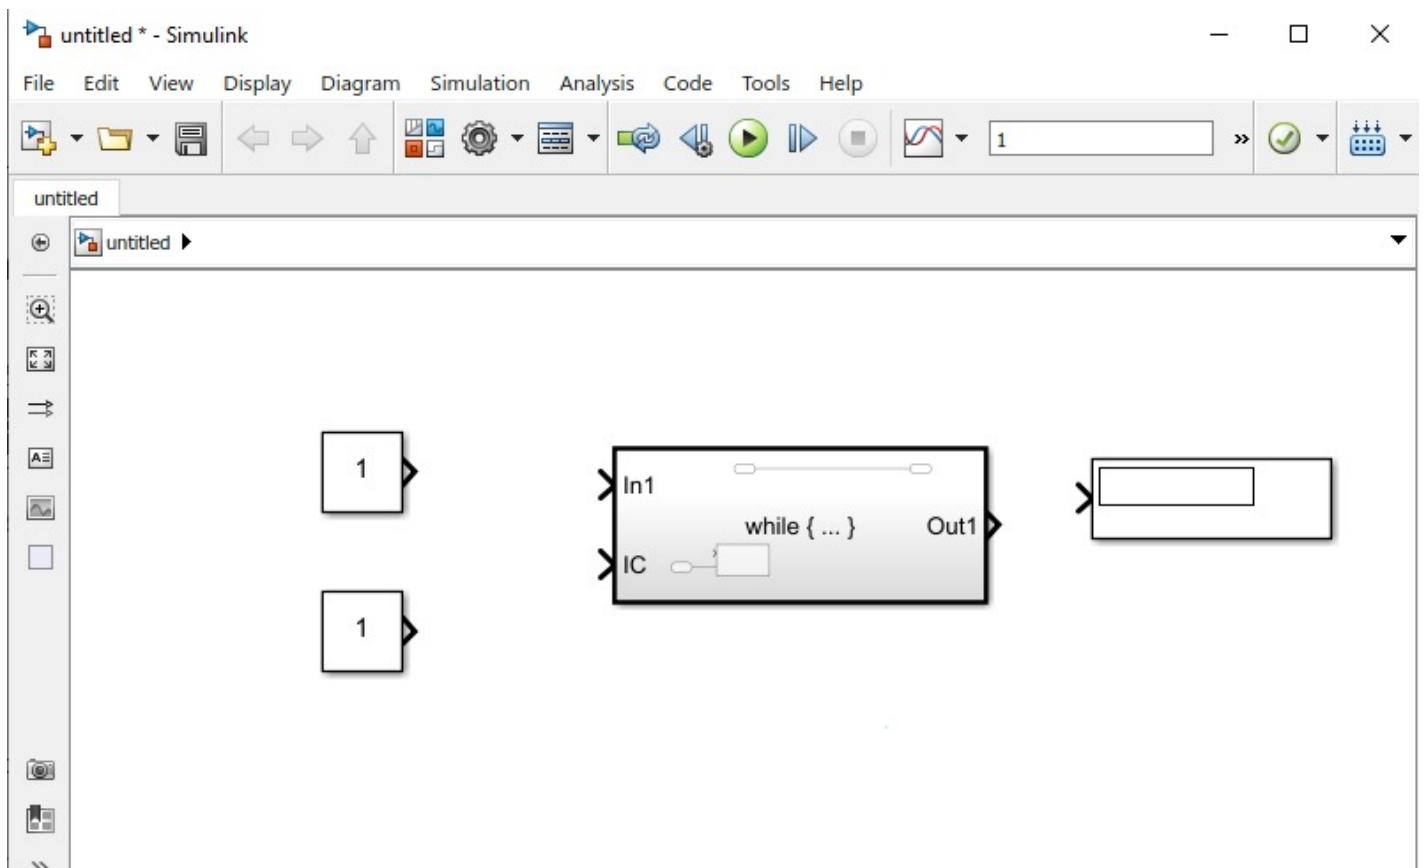 untitled * - Simulink
File Edit View Display Diagram Simulation Analysis Code Tools Help
1
untitled
untitled
1
In1
while { ... }
Out1
IC
1